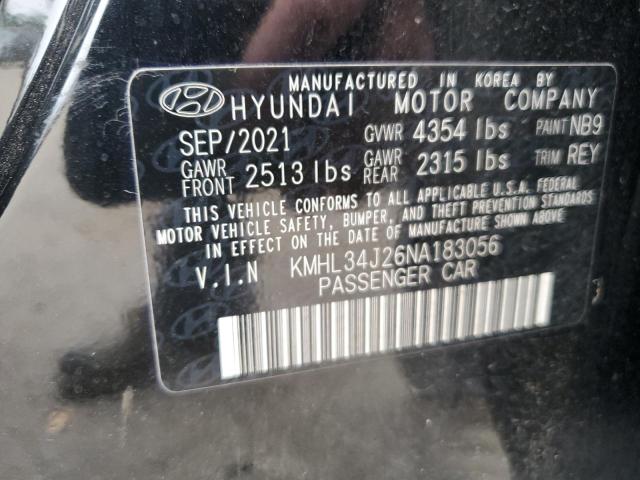 MANUFACTURED IN KOREA BY
HYUNDAI MOTOR COMPANY
SEP/2021 GVWR 4354 lbs PAINT NB9
GAWR FRONT 2513 lbs GAWR REAR 2315 lbs TRIM REY
THIS VEHICLE CONFORMS TO ALL APPLICABLE U.S.A. FEDERAL
MOTOR VEHICLE SAFETY, BUMPER, AND THEFT PREVENTION STANDARDS
IN EFFECT ON THE DATE OF MANUFACTURE SHOWN ABOVE.
V.I.N KMHL34J26NA183056
PASSENGER CAR